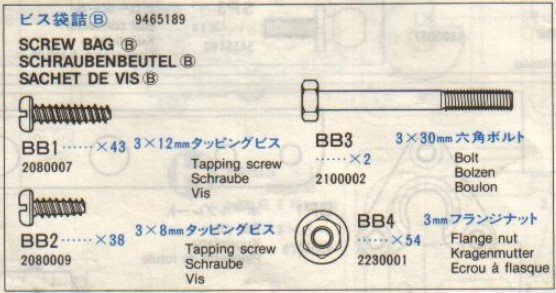 ビス袋詰Ⓑ 9465189
SCREW BAG Ⓑ
SCHRAUBENBEUTEL Ⓑ
SACHET DE VIS Ⓑ
BB1……×43 3×12mmタッピングビス
2080007
Tapping screw
Schraube
Vis
BB2……×38 3×8mmタッピングビス
2080009
Tapping screw
Schraube
Vis
BB3 3×30mm六角ボルト
……×2
2100002
Bolt
Bolzen
Boulon
BB4 3mmフランジナット
……×54
2230001
Flange nut
Kragenmutter
Ecrou à flasque